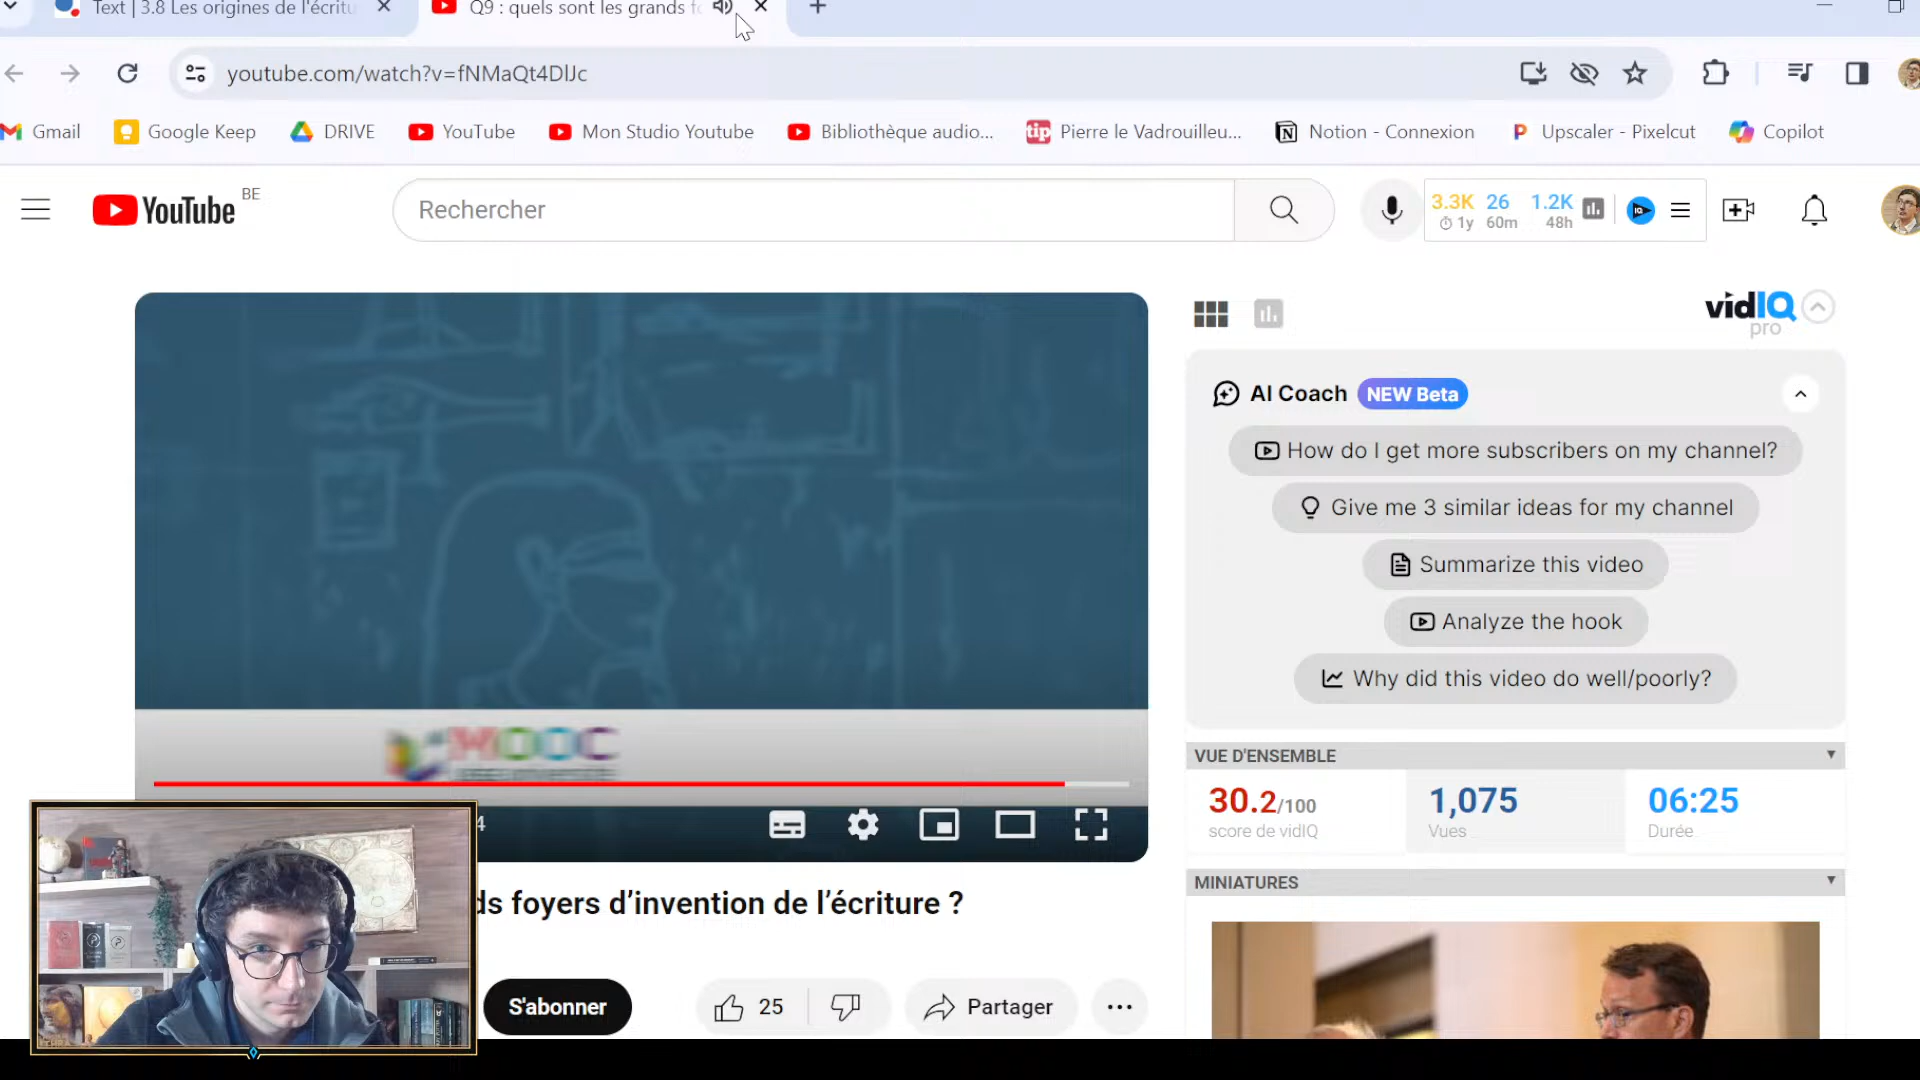 Text | 3.8 Les origines de l'écritu
Q9 : quels sont les grands fo
youtube.com/watch?v=fNMaQt4DlJc
Gmail
Google Keep
DRIVE
YouTube
Mon Studio Youtube
Bibliothèque audio...
tip
Pierre le Vadrouilleu...
Notion - Connexion
Upscaler - Pixelcut
Copilot
YouTube BE
Rechercher
3.3K 26 1.2K
1y 60m 48h
vidIQ
pro
AI Coach NEW Beta
How do I get more subscribers on my channel?
Give me 3 similar ideas for my channel
Summarize this video
Analyze the hook
Why did this video do well/poorly?
MOOC
VUE D'ENSEMBLE
30.2/100
score de vidIQ
1,075
Vues
06:25
Durée
MINIATURES
4
ds foyers d’invention de l’écriture ?
S'abonner
25
Partager